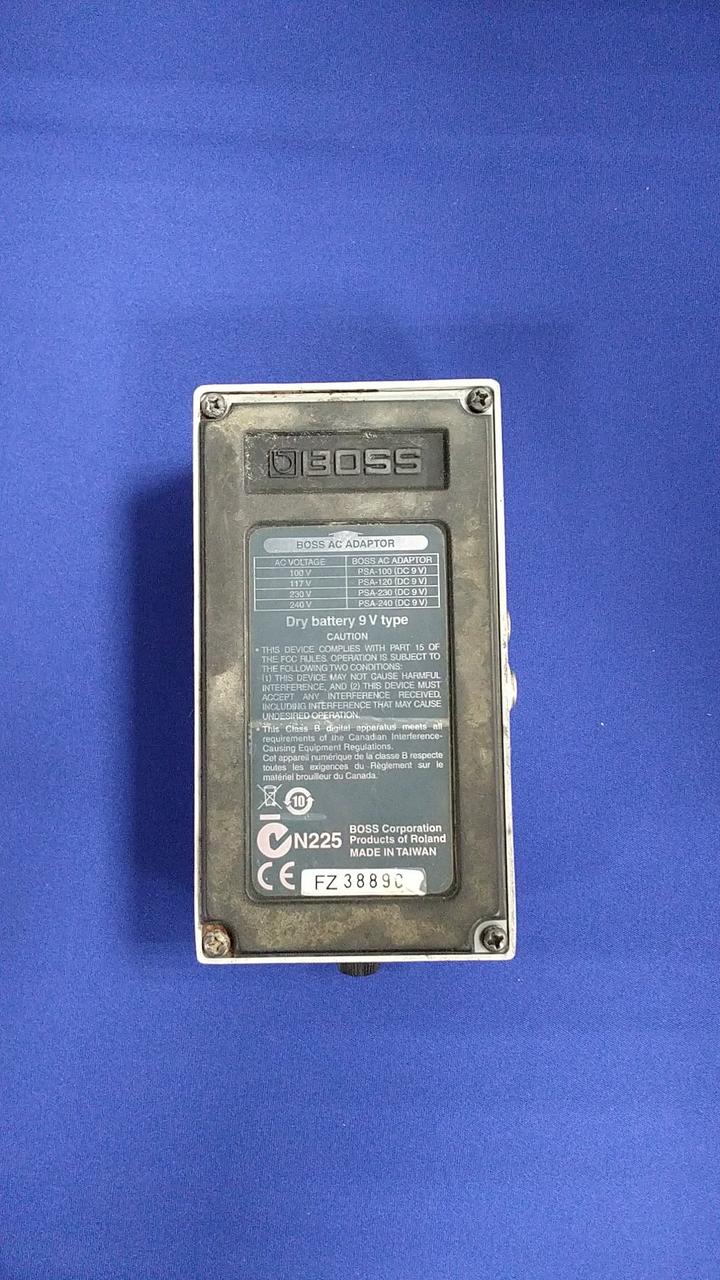 BOSS
BOSS AC ADAPTOR
AC VOLTAGE BOSS AC ADAPTOR
100 V PSA-100 (DC 9 V)
117 V PSA-120 (DC 9 V)
230 V PSA-230 (DC 9 V)
240 V PSA-240 (DC 9 V)
Dry battery 9 V type
CAUTION
• THIS DEVICE COMPLIES WITH PART 15 OF
THE FCC RULES. OPERATION IS SUBJECT TO
THE FOLLOWING TWO CONDITIONS:
(1) THIS DEVICE MAY NOT CAUSE HARMFUL
INTERFERENCE, AND (2) THIS DEVICE MUST
ACCEPT ANY INTERFERENCE RECEIVED,
INCLUDING INTERFERENCE THAT MAY CAUSE
UNDESIRED OPERATION.
• This Class B digital apparatus meets all
requirements of the Canadian Interference-
Causing Equipment Regulations.
Cet appareil numérique de la classe B respecte
toutes les exigences du Règlement sur le
matériel brouilleur du Canada.
10
N225
BOSS Corporation
Products of Roland
MADE IN TAIWAN
CE
FZ 3889